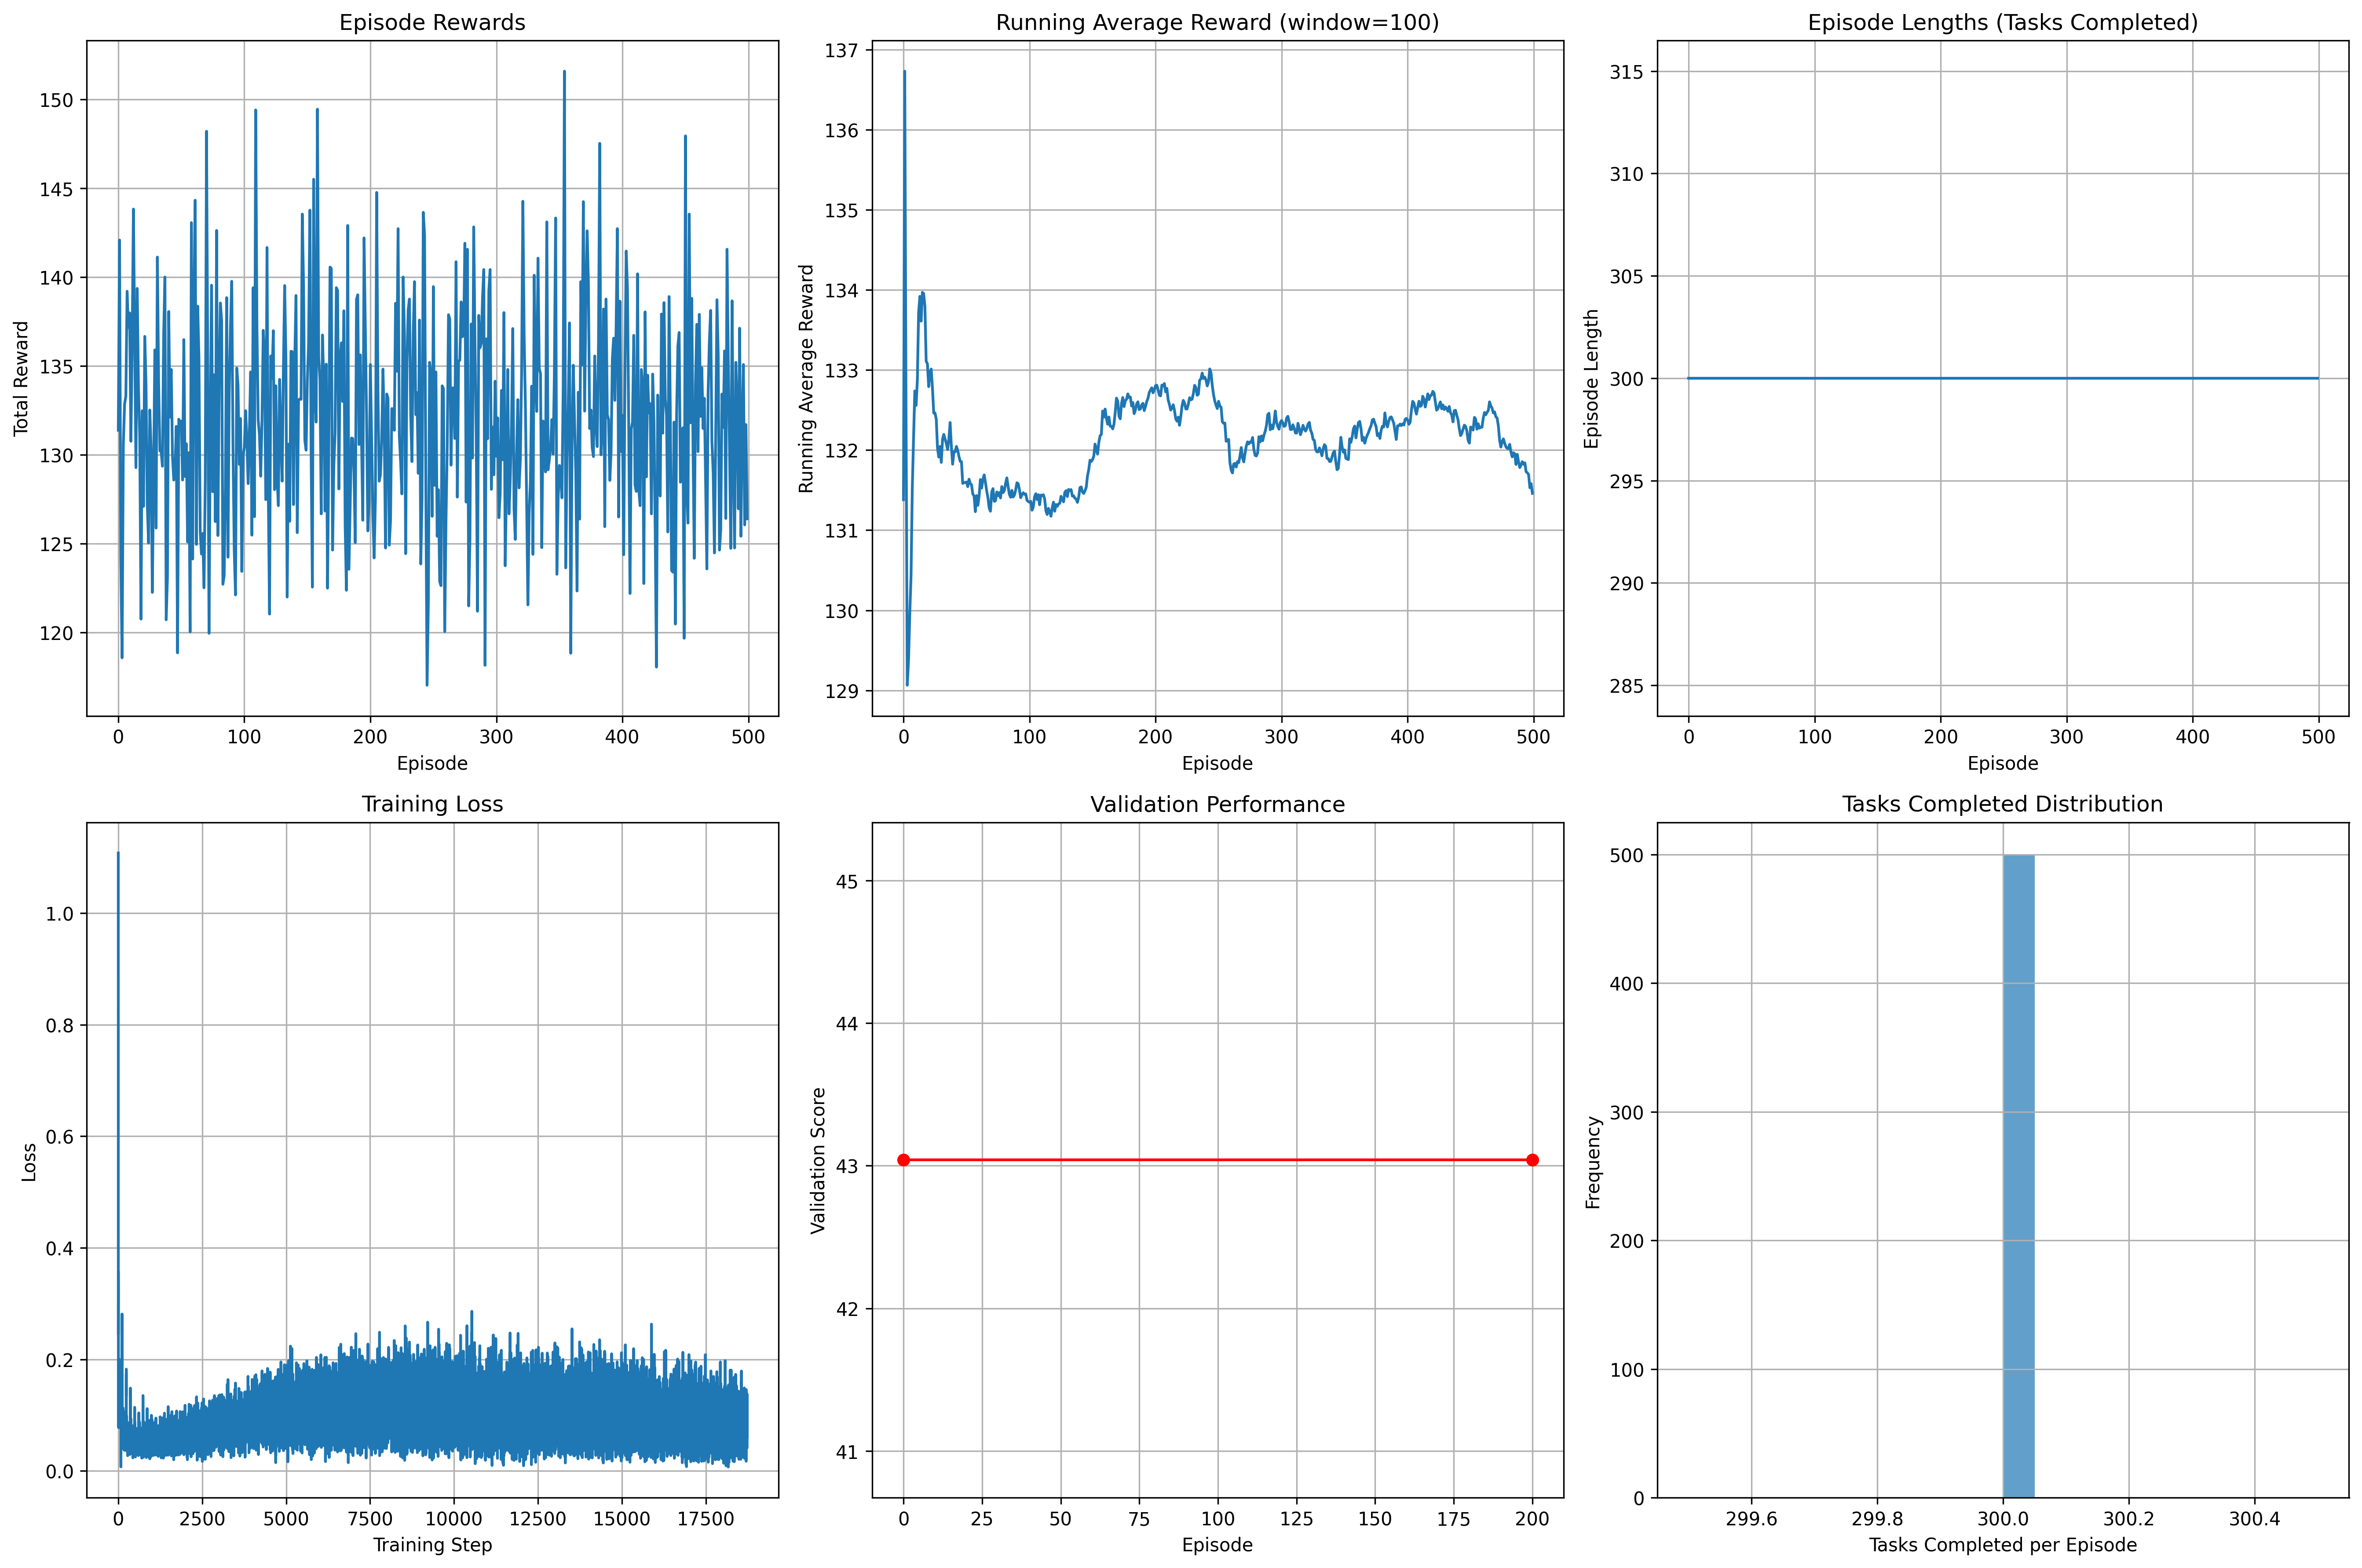 Episode Rewards
Total Reward
150
145
140
135
130
125
120
0 100 200 300 400 500
Episode
Running Average Reward (window=100)
Running Average Reward
137
136
135
134
133
132
131
130
129
0 100 200 300 400 500
Episode
Episode Lengths (Tasks Completed)
Episode Length
315
310
305
300
295
290
285
0 100 200 300 400 500
Episode
Training Loss
Loss
1.0
0.8
0.6
0.4
0.2
0.0
0 2500 5000 7500 10000 12500 15000 17500
Training Step
Validation Performance
Validation Score
45
44
43
42
41
0 25 50 75 100 125 150 175 200
Episode
Tasks Completed Distribution
Frequency
500
400
300
200
100
0
299.6 299.8 300.0 300.2 300.4
Tasks Completed per Episode